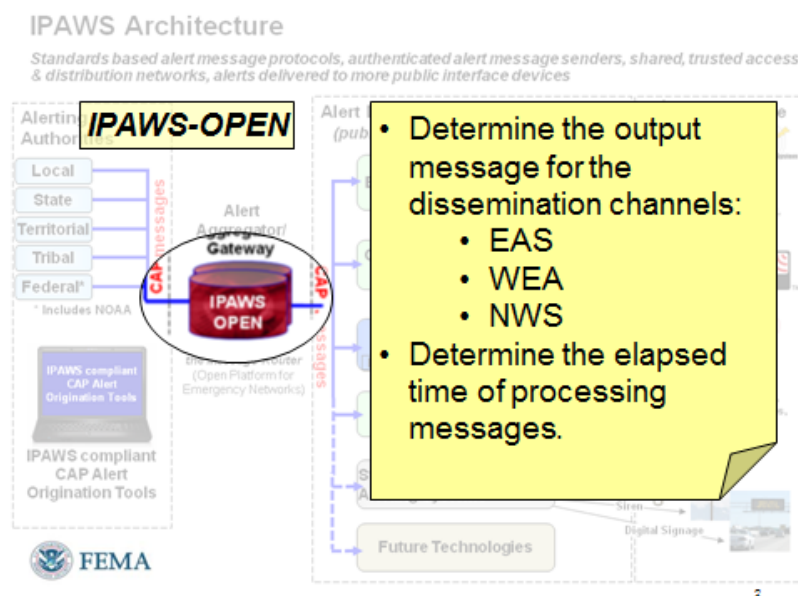 IPAWS Architecture
Standards based alert message protocols, authenticated alert message senders, shared, trusted access
& distribution networks, alerts delivered to more public interface devices
Alerting
Authorities
IPAWS-OPEN
Local
State
Territorial
Tribal
Federal*
* Includes NOAA
CAP messages
Alert
Aggregator/
Gateway
IPAWS
OPEN
(Open Platform for
Emergency Networks)
CAP messages
IPAWS compliant
CAP Alert
Origination Tools
IPAWS compliant
CAP Alert
Origination Tools
Alert
• Determine the output
message for the
dissemination channels:
• EAS
• WEA
• NWS
• Determine the elapsed
time of processing
messages.
Siren
Digital Signage
Future Technologies
FEMA